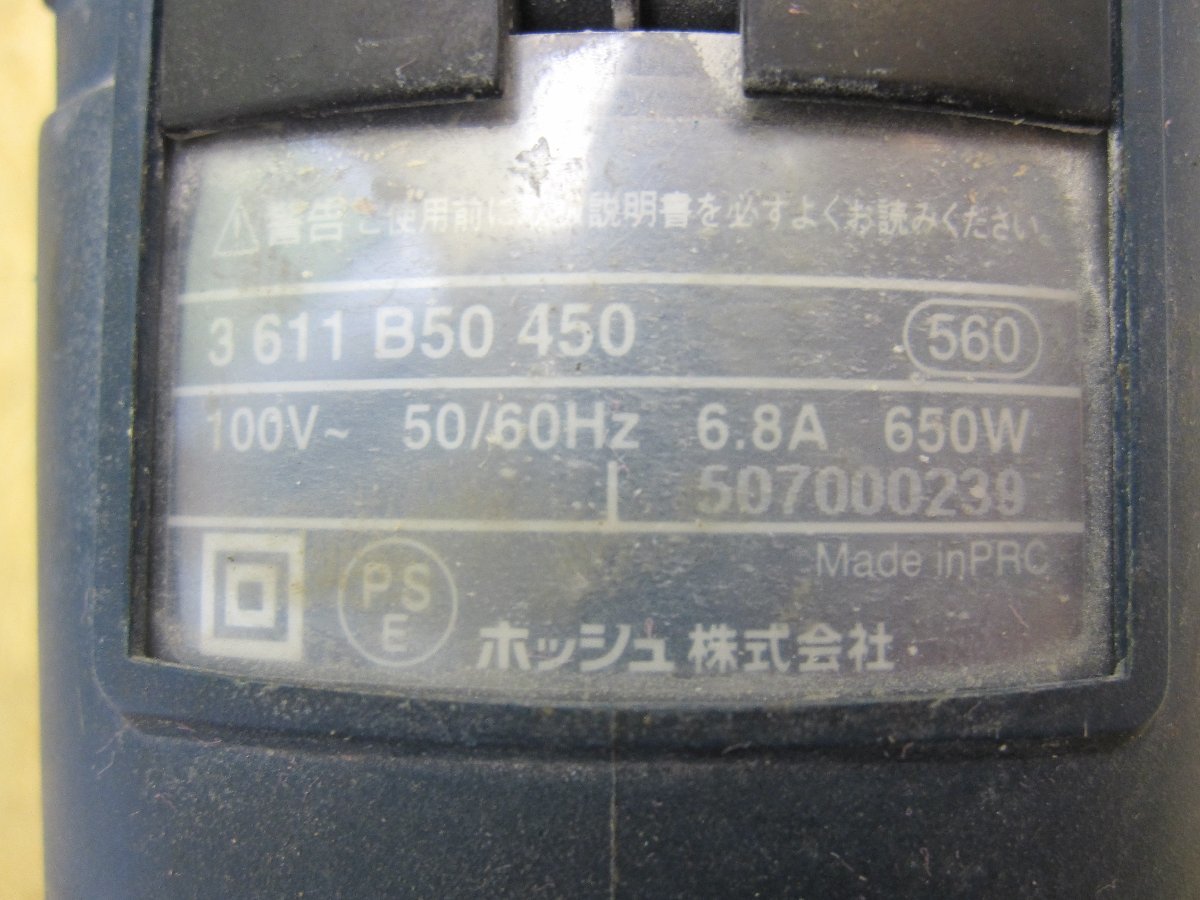 警告 ご使用前に 説明書を必ずよくお読みください
3 611 B50 450 560
100V~ 50/60Hz 6.8A 650W
507000239
Made inPRC
PS
E
ボッシュ株式会社